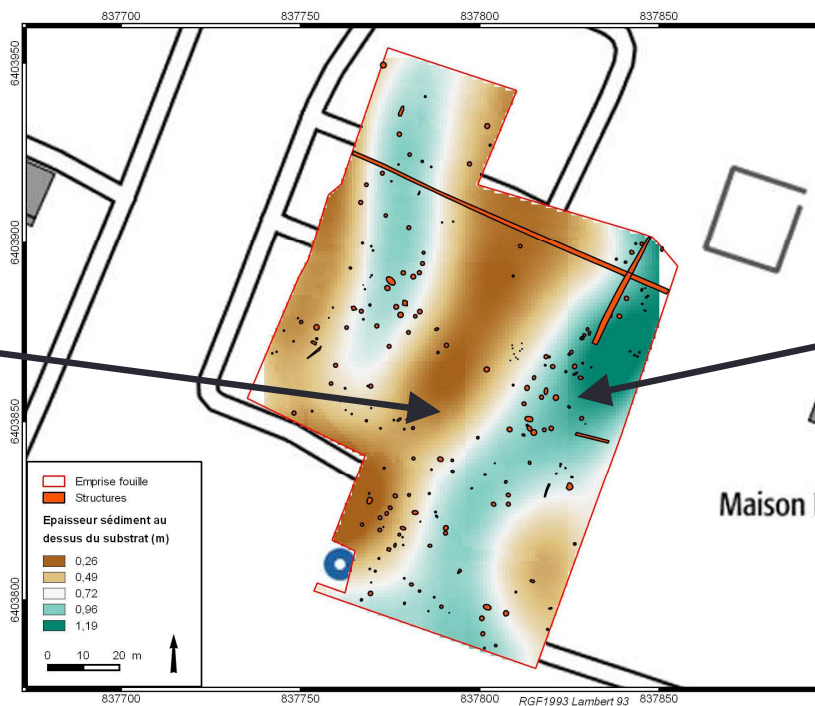 837700 837750 837800 837850
6403950
6403900
6403850
6403800
Maison
Emprise fouille
Structures
Epaisseur sédiment au
dessus du substrat (m)
0,26
0,49
0,72
0,96
1,19
0 10 20 m
837700 837750 837800 RGF1993 Lambert 93 837850